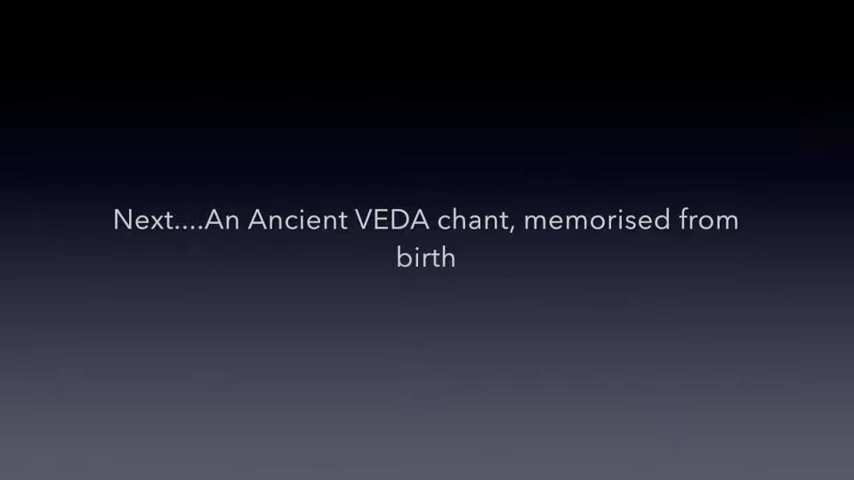 Next....An Ancient VEDA chant, memorised from
birth